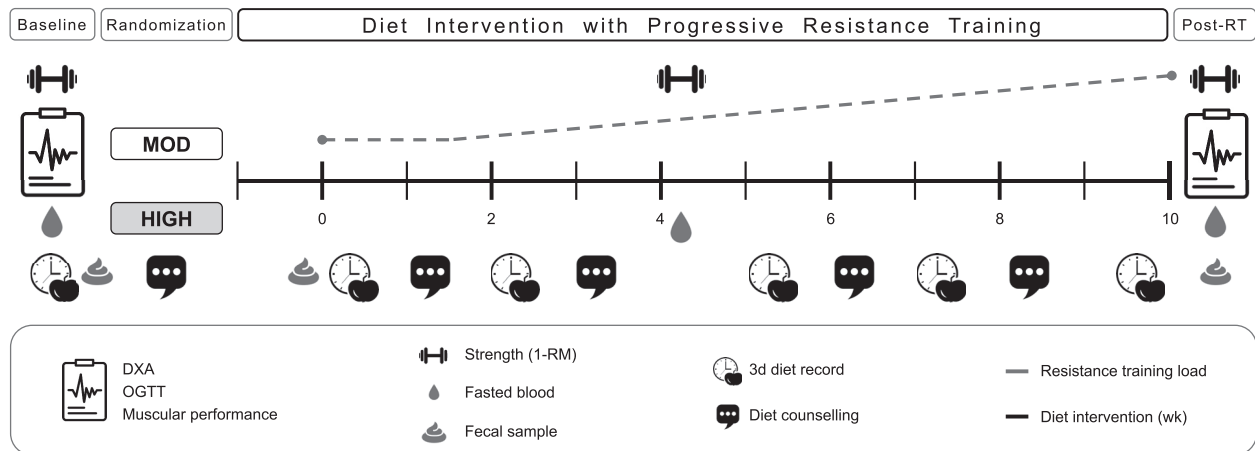 Baseline
Randomization
Diet Intervention with Progressive Resistance Training
Post-RT
MOD
HIGH
0
2
4
6
8
10
DXA
OGTT
Muscular performance
Strength (1-RM)
Fasted blood
Fecal sample
3d diet record
Diet counselling
Resistance training load
Diet intervention (wk)